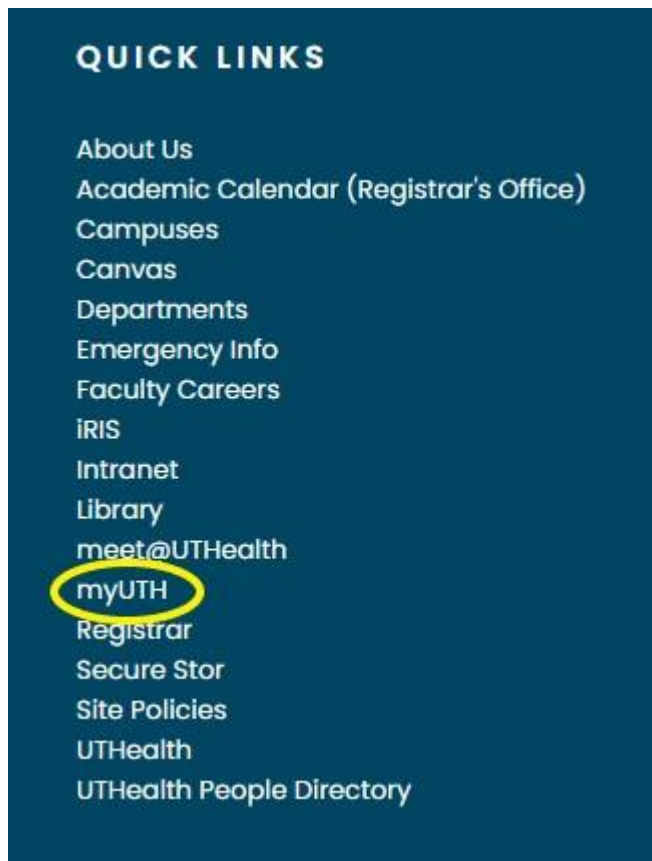 QUICK LINKS
About Us
Academic Calendar (Registrar's Office)
Campuses
Canvas
Departments
Emergency Info
Faculty Careers
iRIS
Intranet
Library
meet@UTHealth
myUTH
Registrar
Secure Stor
Site Policies
UTHealth
UTHealth People Directory